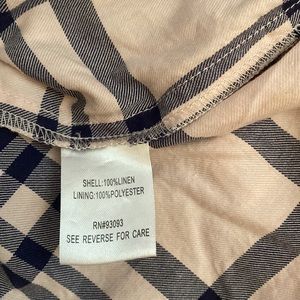 SHELL:100%LINEN
LINING:100%POLYESTER
RN#93093
SEE REVERSE FOR CARE